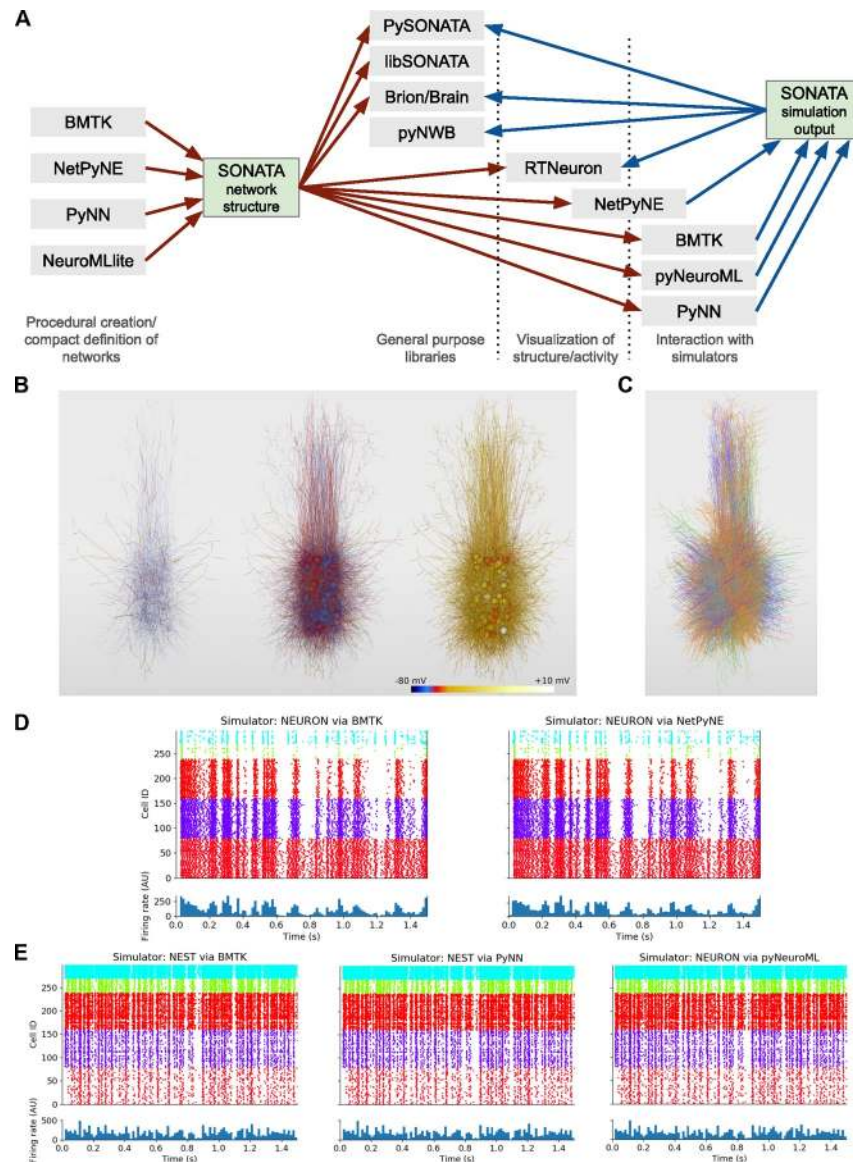 A
PySONATA
libSONATA
Brion/Brain
pyNWB
SONATA
simulation
output
BMTK
NetPyNE
PyNN
NeuroMLlite
SONATA
network
structure
RTNeuron
NetPyNE
BMTK
pyNeuroML
PyNN
Procedural creation/
compact definition of
networks
General purpose
libraries
Visualization of
structure/activity
Interaction with
simulators
B
C
-80 mV
+10 mV
D
Simulator: NEURON via BMTK
Simulator: NEURON via NetPyNE
Cell ID
250
200
150
100
50
0
Firing rate (AU)
250
0
0.0 0.2 0.4 0.6 0.8 1.0 1.2 1.4
Time (s)
0.0 0.2 0.4 0.6 0.8 1.0 1.2 1.4
Time (s)
E
Simulator: NEST via BMTK
Simulator: NEST via PyNN
Simulator: NEURON via pyNeuroML
Cell ID
250
200
150
100
50
0
Firing rate (AU)
500
0
0.0 0.2 0.4 0.6 0.8 1.0 1.2 1.4
Time (s)
0.0 0.2 0.4 0.6 0.8 1.0 1.2 1.4
Time (s)
0.0 0.2 0.4 0.6 0.8 1.0 1.2 1.4
Time (s)